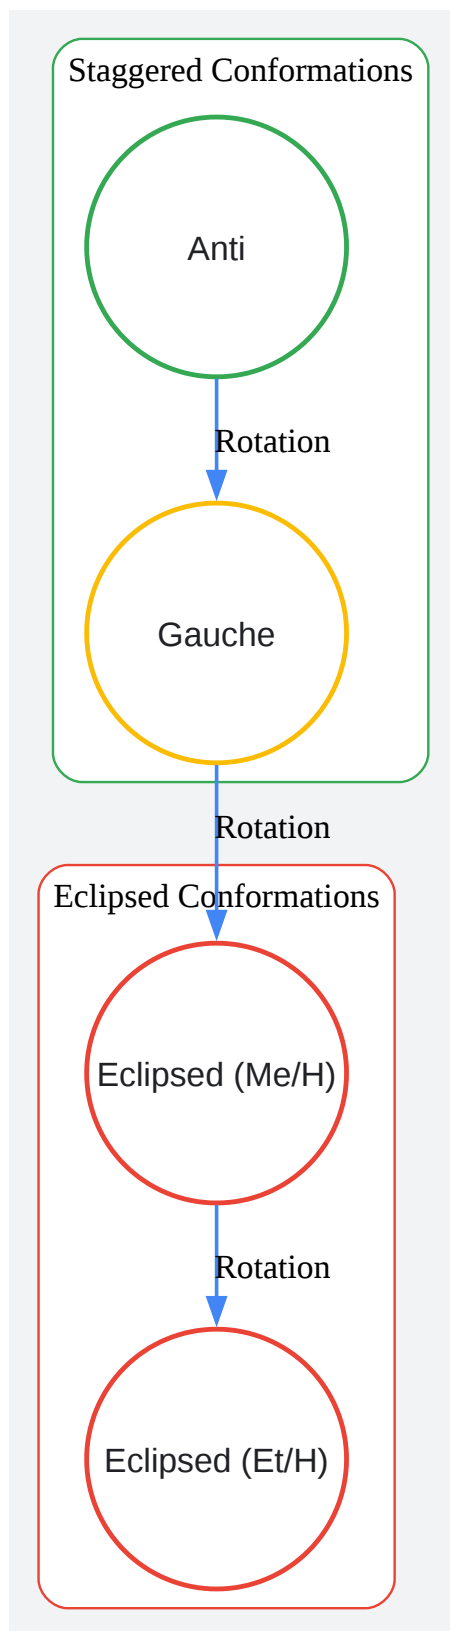 Staggered Conformations
Anti
Rotation
Gauche
Rotation
Eclipsed Conformations
Eclipsed (Me/H)
Rotation
Eclipsed (Et/H)